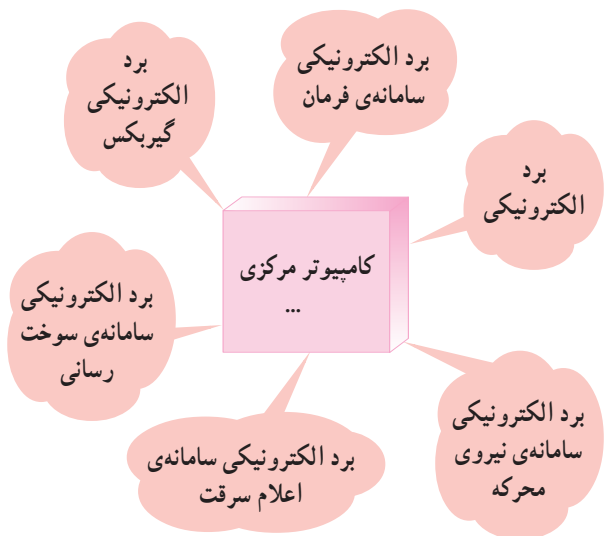 برد الکترونیکی
سامانه‌ی فرمان
برد
الکترونیکی
گیربکس
برد
الکترونیکی
کامپیوتر مرکزی
...
برد الکترونیکی
سامانه‌ی سوخت
رسانی
برد الکترونیکی
سامانه‌ی نیروی
محرکه
برد الکترونیکی سامانه‌ی
اعلام سرقت